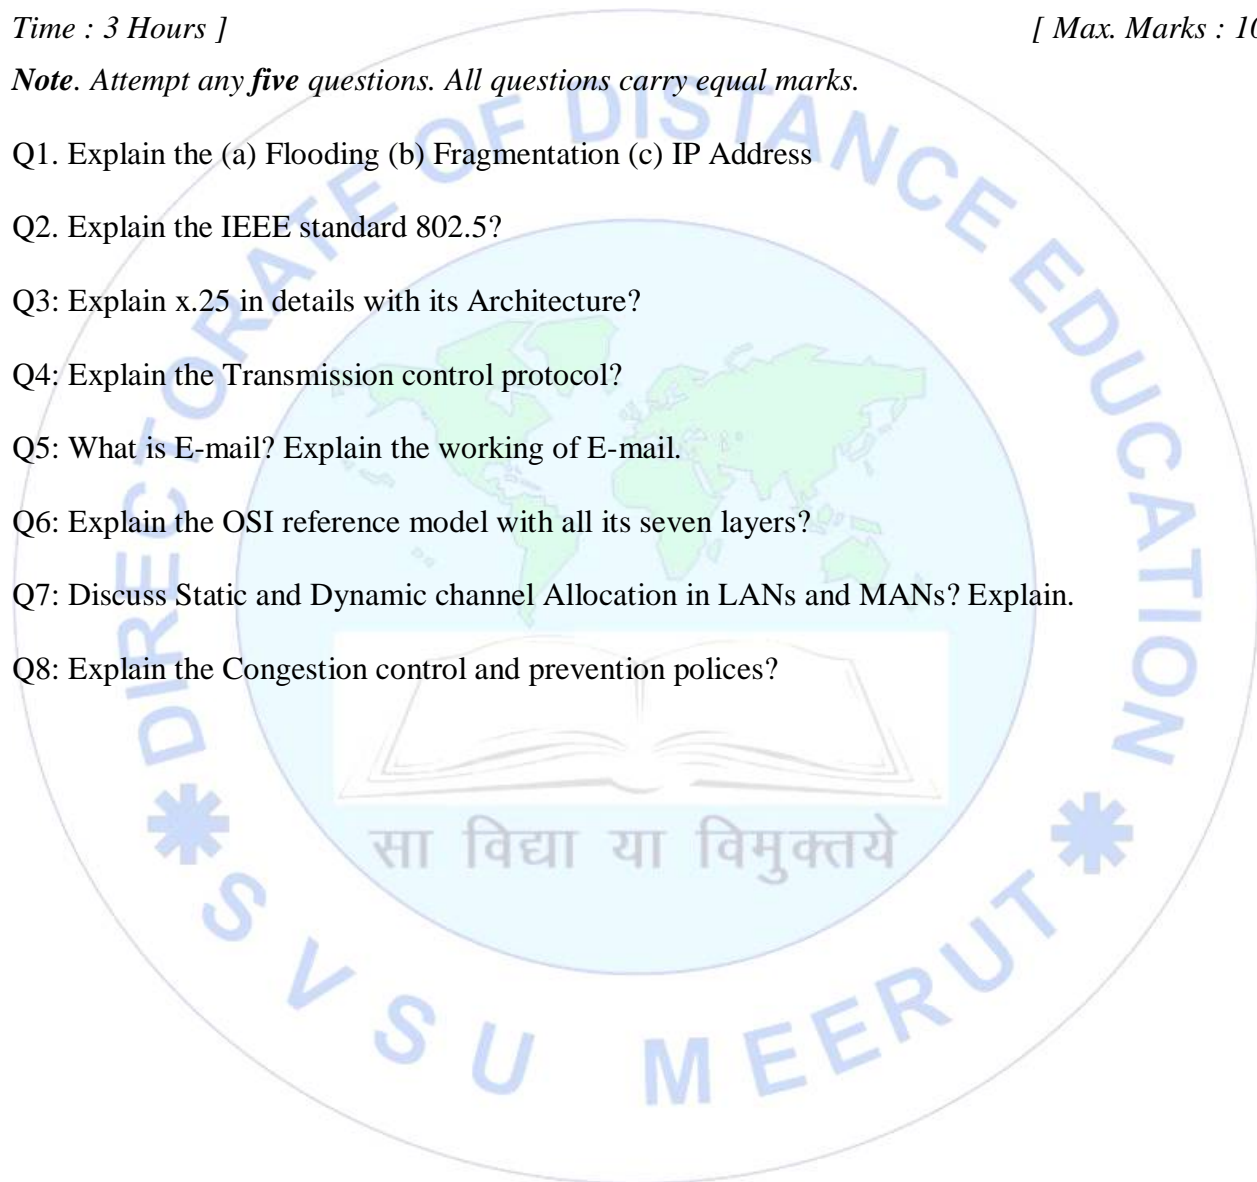 Time : 3 Hours ] [ Max. Marks : 10
Note. Attempt any five questions. All questions carry equal marks.
Q1. Explain the (a) Flooding (b) Fragmentation (c) IP Address
Q2. Explain the IEEE standard 802.5?
Q3: Explain x.25 in details with its Architecture?
Q4: Explain the Transmission control protocol?
Q5: What is E-mail? Explain the working of E-mail.
Q6: Explain the OSI reference model with all its seven layers?
Q7: Discuss Static and Dynamic channel Allocation in LANs and MANs? Explain.
Q8: Explain the Congestion control and prevention polices?
DIRECTORATE OF DISTANCE EDUCATION
सा विद्या या विमुक्तये
S V S U MEERUT